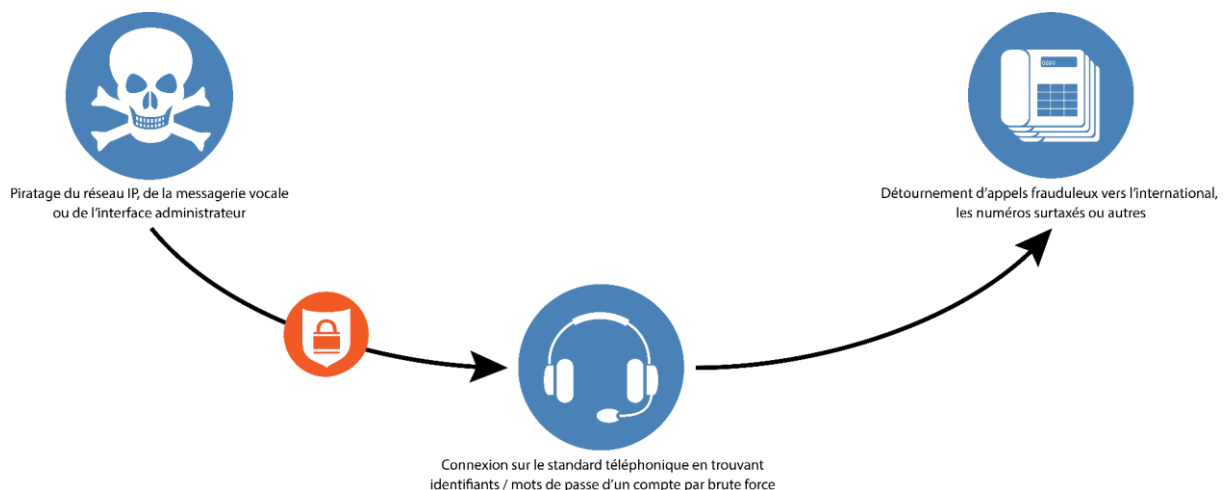 Piratage du réseau IP, de la messagerie vocale
ou de l'interface administrateur
Détournement d'appels frauduleux vers l'international,
les numéros surtaxés ou autres
Connexion sur le standard téléphonique en trouvant
identifiants / mots de passe d'un compte par brute force